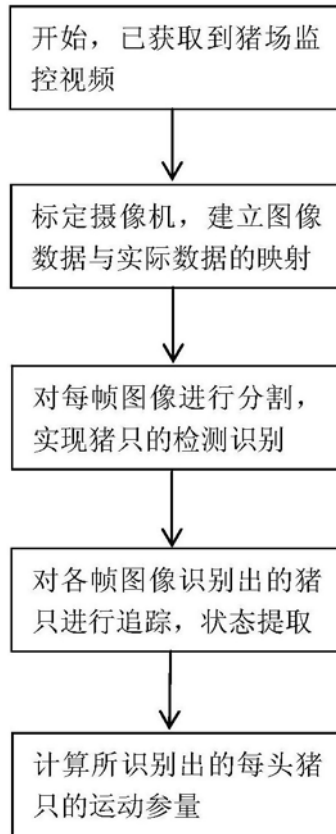 开始，已获取到猪场监
控视频
标定摄像机，建立图像
数据与实际数据的映射
对每帧图像进行分割，
实现猪只的检测识别
对各帧图像识别出的猪
只进行追踪，状态提取
计算所识别出的每头猪
只的运动参量